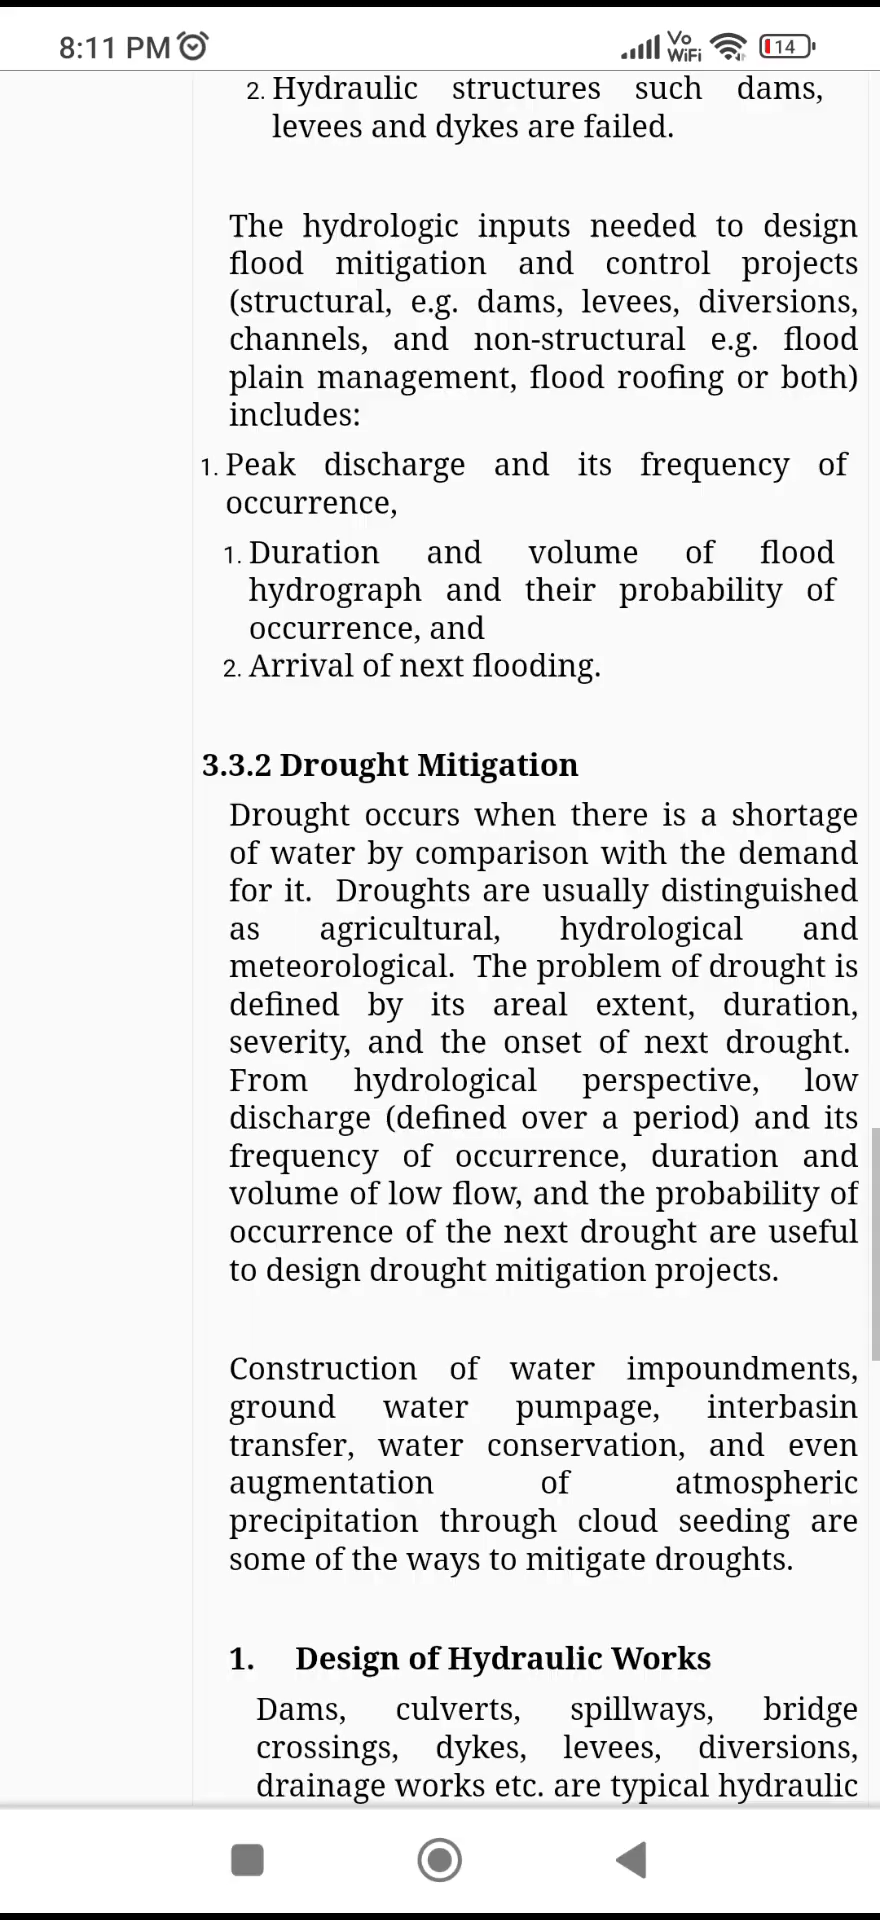 8:11 PM
Vo
WiFi
14
2. Hydraulic structures such dams,
levees and dykes are failed.
The hydrologic inputs needed to design
flood mitigation and control projects
(structural, e.g. dams, levees, diversions,
channels, and non-structural e.g. flood
plain management, flood roofing or both)
includes:
1. Peak discharge and its frequency of
occurrence,
1. Duration and volume of flood
hydrograph and their probability of
occurrence, and
2. Arrival of next flooding.
3.3.2 Drought Mitigation
Drought occurs when there is a shortage
of water by comparison with the demand
for it. Droughts are usually distinguished
as agricultural, hydrological and
meteorological. The problem of drought is
defined by its areal extent, duration,
severity, and the onset of next drought.
From hydrological perspective, low
discharge (defined over a period) and its
frequency of occurrence, duration and
volume of low flow, and the probability of
occurrence of the next drought are useful
to design drought mitigation projects.
Construction of water impoundments,
ground water pumpage, interbasin
transfer, water conservation, and even
augmentation of atmospheric
precipitation through cloud seeding are
some of the ways to mitigate droughts.
1. Design of Hydraulic Works
Dams, culverts, spillways, bridge
crossings, dykes, levees, diversions,
drainage works etc. are typical hydraulic